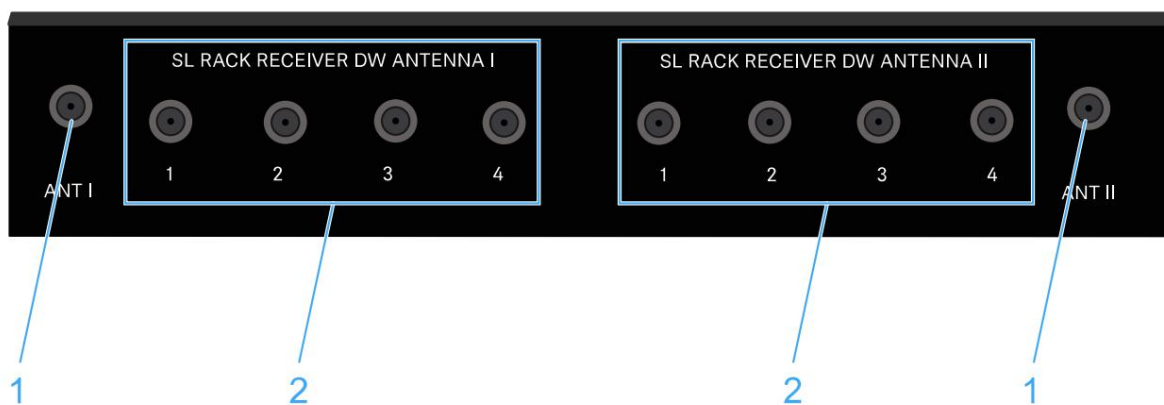 SL RACK RECEIVER DW ANTENNA I
SL RACK RECEIVER DW ANTENNA II
1 2 3 4
1 2 3 4
ANT I
ANT II
1 2 2 1